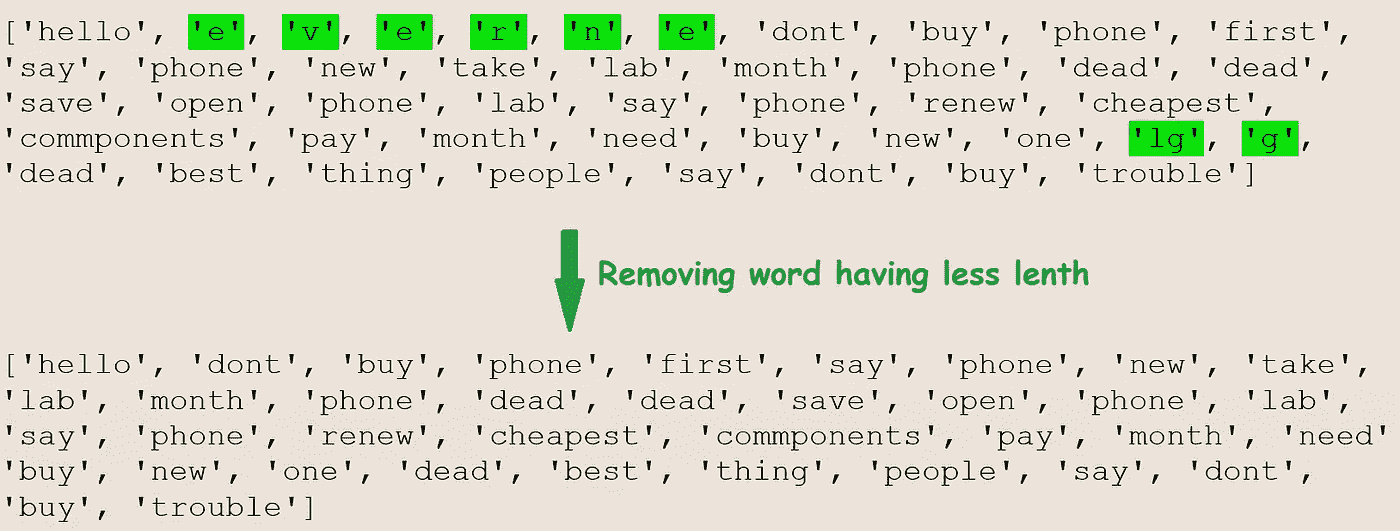 ['hello', 'e', 'v', 'e', 'r', 'n', 'e', 'dont', 'buy', 'phone', 'first',
'say', 'phone', 'new', 'take', 'lab', 'month', 'phone', 'dead', 'dead',
'save', 'open', 'phone', 'lab', 'say', 'phone', 'renew', 'cheapest',
'commponents', 'pay', 'month', 'need', 'buy', 'new', 'one', 'lg', 'g',
'dead', 'best', 'thing', 'people', 'say', 'dont', 'buy', 'trouble']
Removing word having less lenth
['hello', 'dont', 'buy', 'phone', 'first', 'say', 'phone', 'new', 'take',
'lab', 'month', 'phone', 'dead', 'dead', 'save', 'open', 'phone', 'lab',
'say', 'phone', 'renew', 'cheapest', 'commponents', 'pay', 'month', 'need'
'buy', 'new', 'one', 'dead', 'best', 'thing', 'people', 'say', 'dont',
'buy', 'trouble']